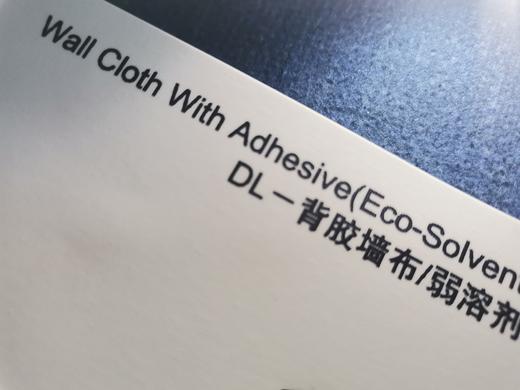 Wall Cloth With Adhesive(Eco-Solvent
DL－背胶墙布/弱溶剂